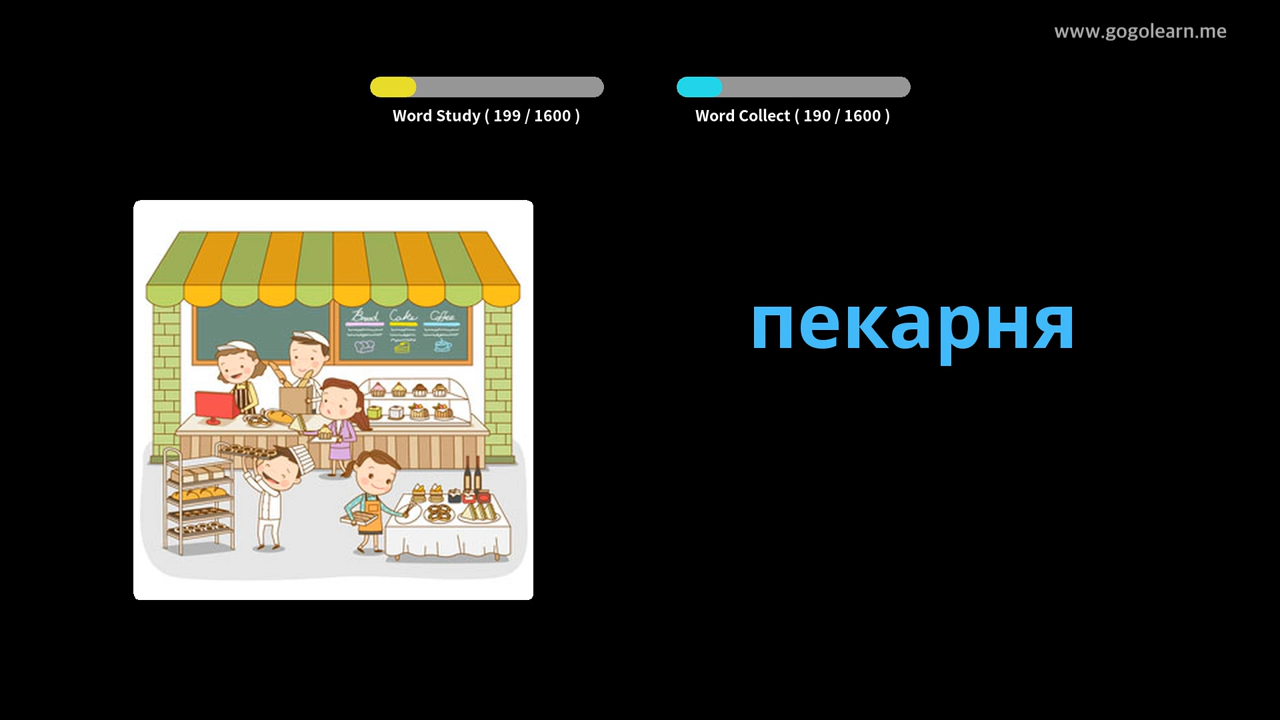 www.gogolearn.me
Word Study ( 199 / 1600 )
Word Collect ( 190 / 1600 )
Bread Cake Coffee
пекарня